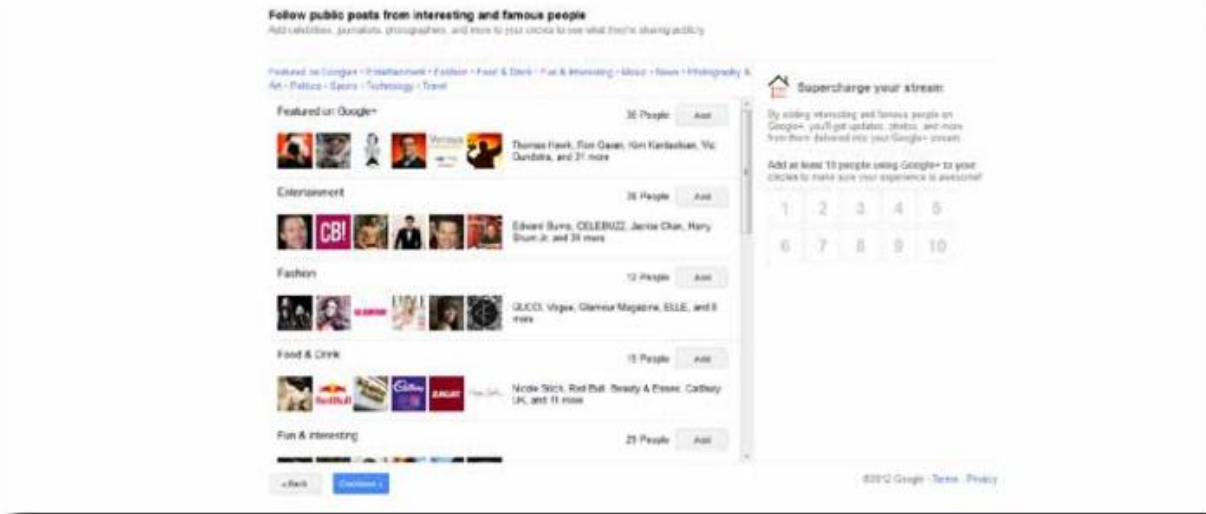 Follow public posts from interesting and famous people
Add celebrities, journalists, photographers, and more to your circles to see what they're sharing publicly.
Featured on Google+ - Entertainment - Fashion - Food & Drink - Fun & Interesting - Music - News - Photography &
Art - Politics - Sports - Technology - Travel
Featured on Google+
Add
Thomas Hawk, Ron Garan, Kim Kardashian, Vic
Gundotra, and 31 more
Entertainment
Add
CB!
Edward Burns, CELEBUZZ, Jackie Chan, Harry
Shum Jr, and more
Fashion
12 People
Add
GLAMOUR
GUCCI, Vogue, Glamour Magazine, ELLE, and 8
more
Food & Drink
15 People
Add
RedBull
Cadbury
ZAGAT
Nicole Stich, Red Bull, Beauty & Essex, Cadbury
UK, and 11 more
Fun & Interesting
People
Add
« Back
Continue »
Supercharge your stream
By adding interesting and famous people on
Google+, you'll get updates, photos, and more
from them delivered into your Google+ stream.
Add at least 10 people using Google+ to your
circles to make sure your experience is awesome!
1 2 3 4 5
6 7 8 9 10
©2012 Google - Terms - Privacy